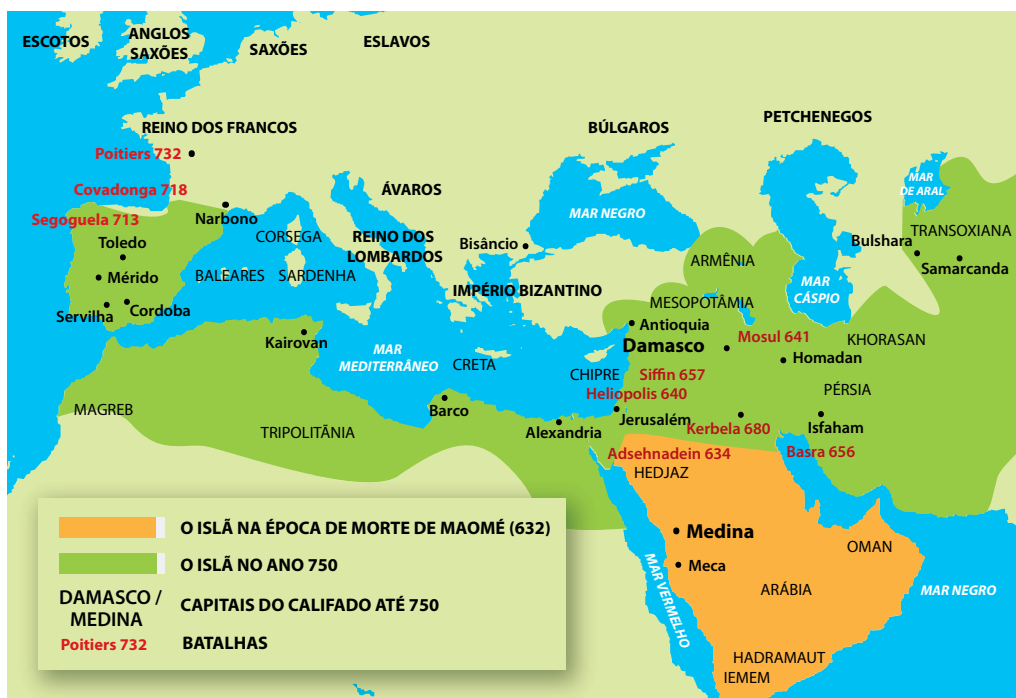 ESCOTOS
ANGLOS
SAXÕES
SAXÕES
ESLAVOS
REINO DOS FRANCOS
Poitiers 732
BÚLGAROS
PETCHENEGOS
Covadonga 718
ÁVAROS
MAR
DE ARAL
Segoguela 713
Narbono
MAR NEGRO
TRANSOXIANA
Toledo
CORSEGA
REINO DOS
LOMBARDOS
Bisâncio
Bulshara
ARMÊNIA
Samarcanda
Mérido
BALEARES
SARDENHA
IMPÉRIO BIZANTINO
MAR
CÁSPIO
Servilha
Cordoba
MESOPOTÂMIA
Kairovan
Antioquia
Mosul 641
KHORASAN
MAR
MEDITERRÂNEO
Damasco
Homadan
CRETA
CHIPRE
Siffin 657
PÉRSIA
Heliopolis 640
MAGREB
Barco
Jerusalém
Kerbela 680
Isfaham
TRIPOLITÃNIA
Alexandria
Adsehnadein 634
Basra 656
HEDJAZ
Medina
OMAN
Meca
MAR VERMELHO
ARÁBIA
MAR NEGRO
HADRAMAUT
IEMEM
O ISLÃ NA ÉPOCA DE MORTE DE MAOMÉ (632)
O ISLÃ NO ANO 750
DAMASCO /
MEDINA
CAPITAIS DO CALIFADO ATÉ 750
Poitiers 732
BATALHAS